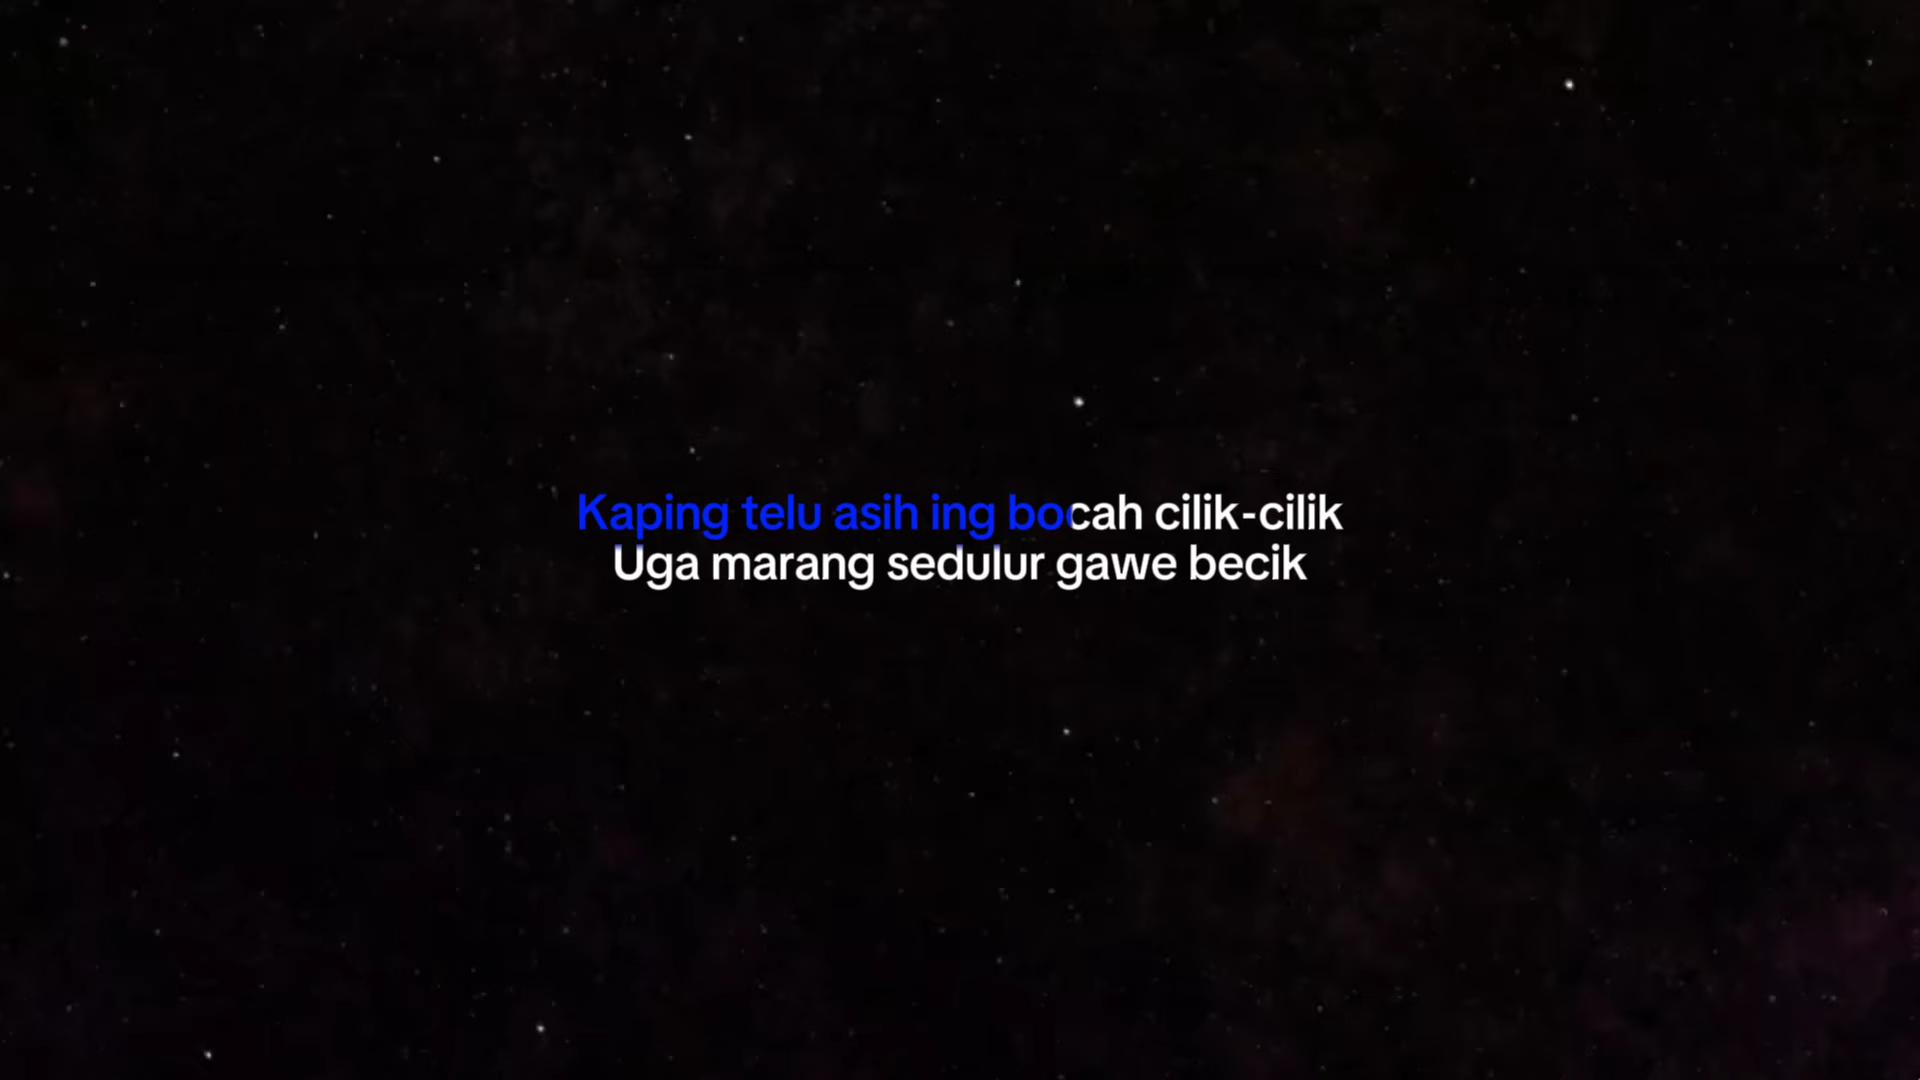 Kaping telu asih ing bocah cilik-cilik
Uga marang sedulur gawe becik